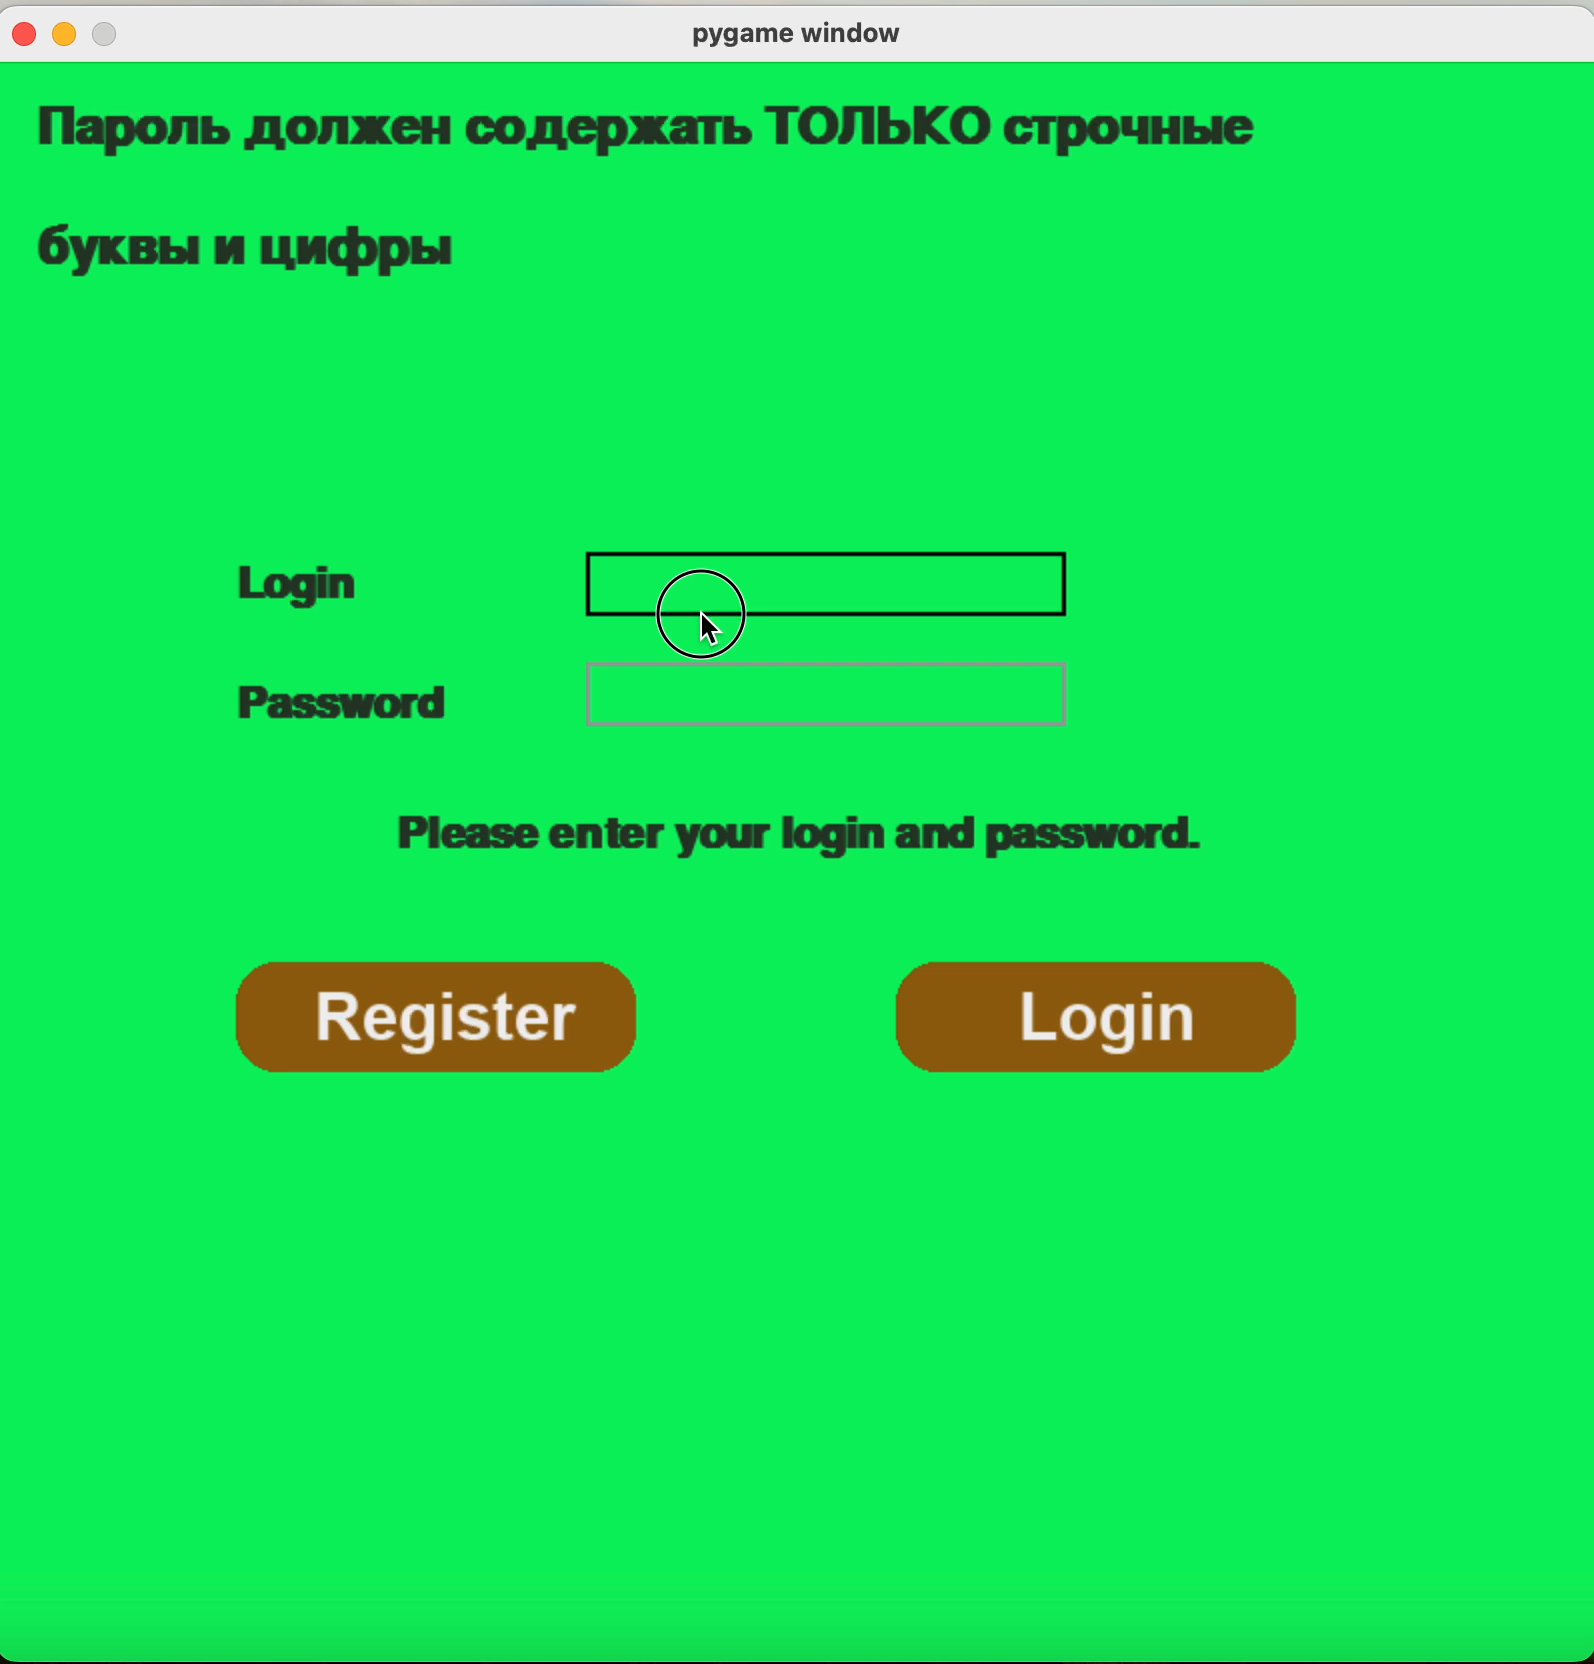 pygame window
Пароль должен содержать ТОЛЬКО строчные
буквы и цифры
Login
Password
Please enter your login and password.
Register Login